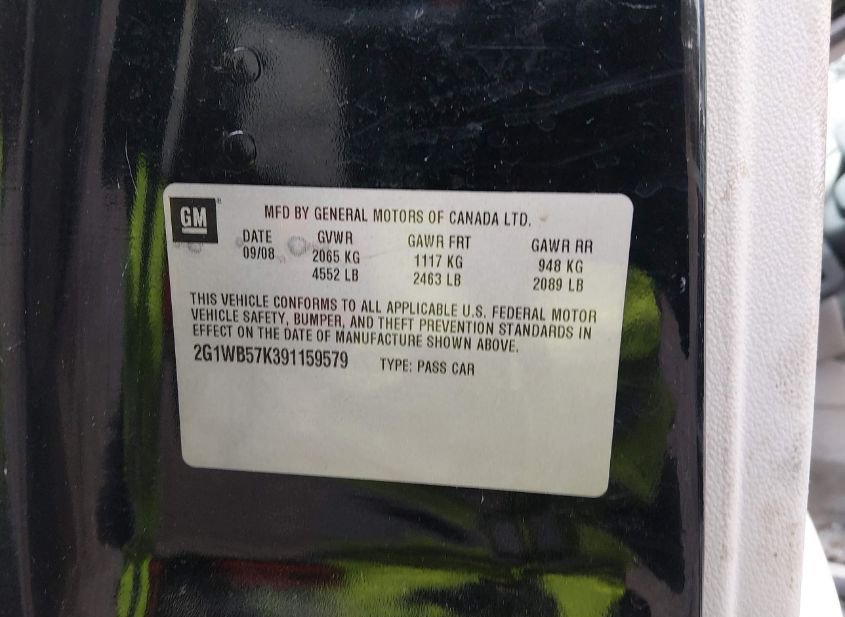 GM
MFD BY GENERAL MOTORS OF CANADA LTD.
DATE GVWR GAWR FRT GAWR RR
09/08 2065 KG 1117 KG 948 KG
4552 LB 2463 LB 2089 LB
THIS VEHICLE CONFORMS TO ALL APPLICABLE U.S. FEDERAL MOTOR
VEHICLE SAFETY, BUMPER, AND THEFT PREVENTION STANDARDS IN
EFFECT ON THE DATE OF MANUFACTURE SHOWN ABOVE.
2G1WB57K391159579 TYPE: PASS CAR